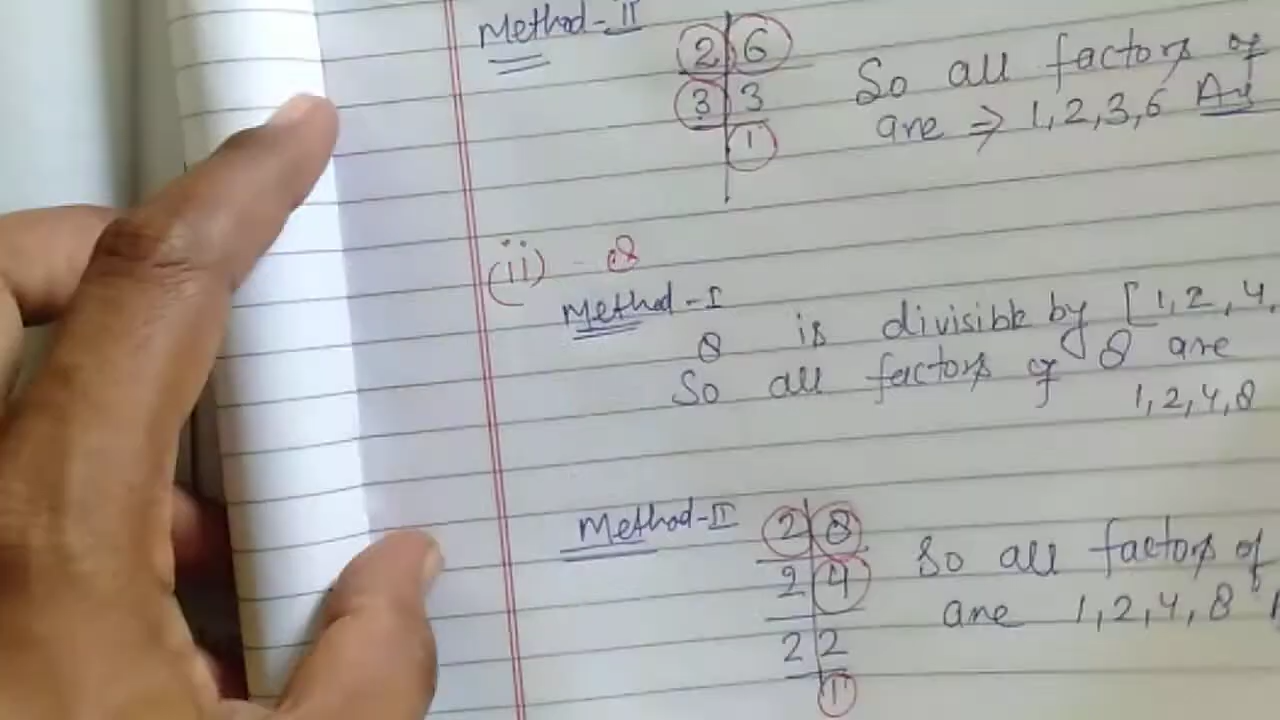 Method-II
2 6
3 3
1
So all factors of
are ⇒ 1,2,3,6 Ans
(ii) 8
Method-I
8 is divisible by [1,2,4,
So all factors of 8 are
1,2,4,8
Method-II
2 8
2 4
2 2
1
So all factors of
are 1,2,4,8